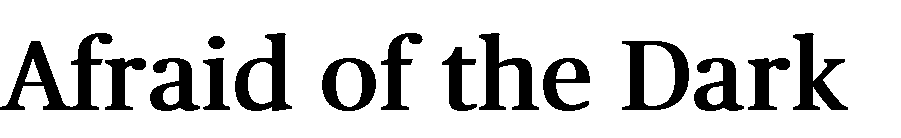 Afraid of the Dark